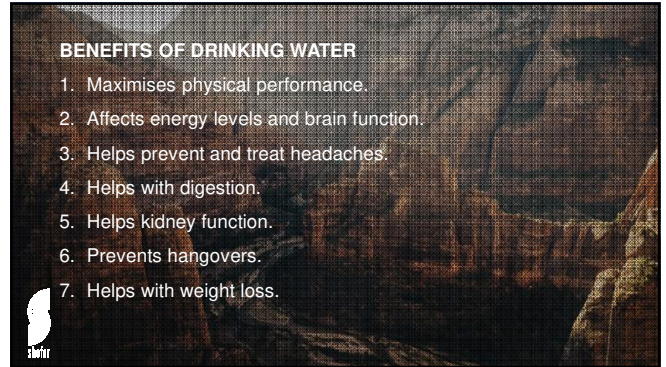 BENEFITS OF DRINKING WATER
1. Maximises physical performance.
2. Affects energy levels and brain function.
3. Helps prevent and treat headaches.
4. Helps with digestion.
5. Helps kidney function.
6. Prevents hangovers.
7. Helps with weight loss.
shofar